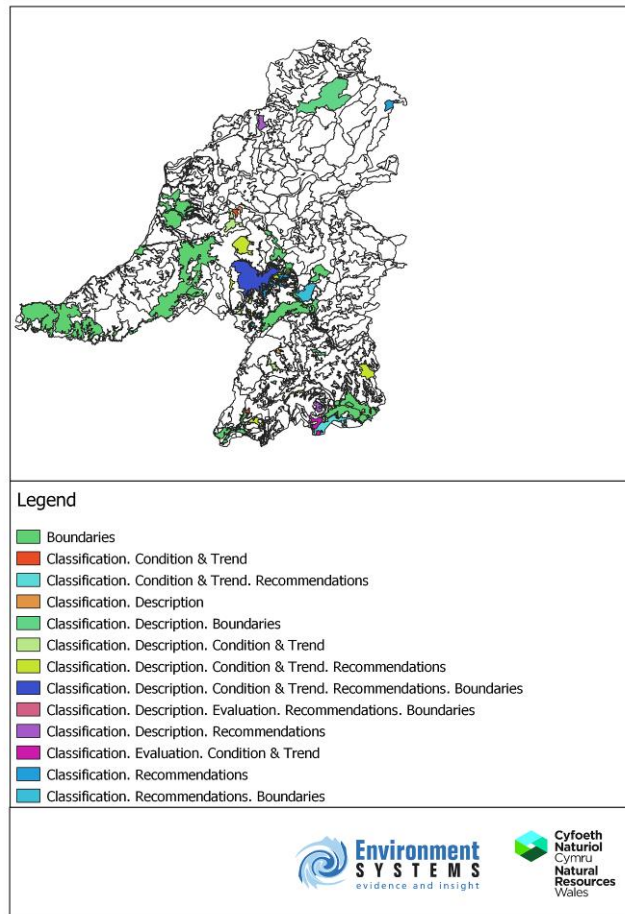 Legend
Boundaries
Classification. Condition & Trend
Classification. Condition & Trend. Recommendations
Classification. Description
Classification. Description. Boundaries
Classification. Description. Condition & Trend
Classification. Description. Condition & Trend. Recommendations
Classification. Description. Condition & Trend. Recommendations. Boundaries
Classification. Description. Evaluation. Recommendations. Boundaries
Classification. Description. Recommendations
Classification. Evaluation. Condition & Trend
Classification. Recommendations
Classification. Recommendations. Boundaries
Environment
SYSTEMS
evidence and insight
Cyfoeth
Naturiol
Cymru
Natural
Resources
Wales